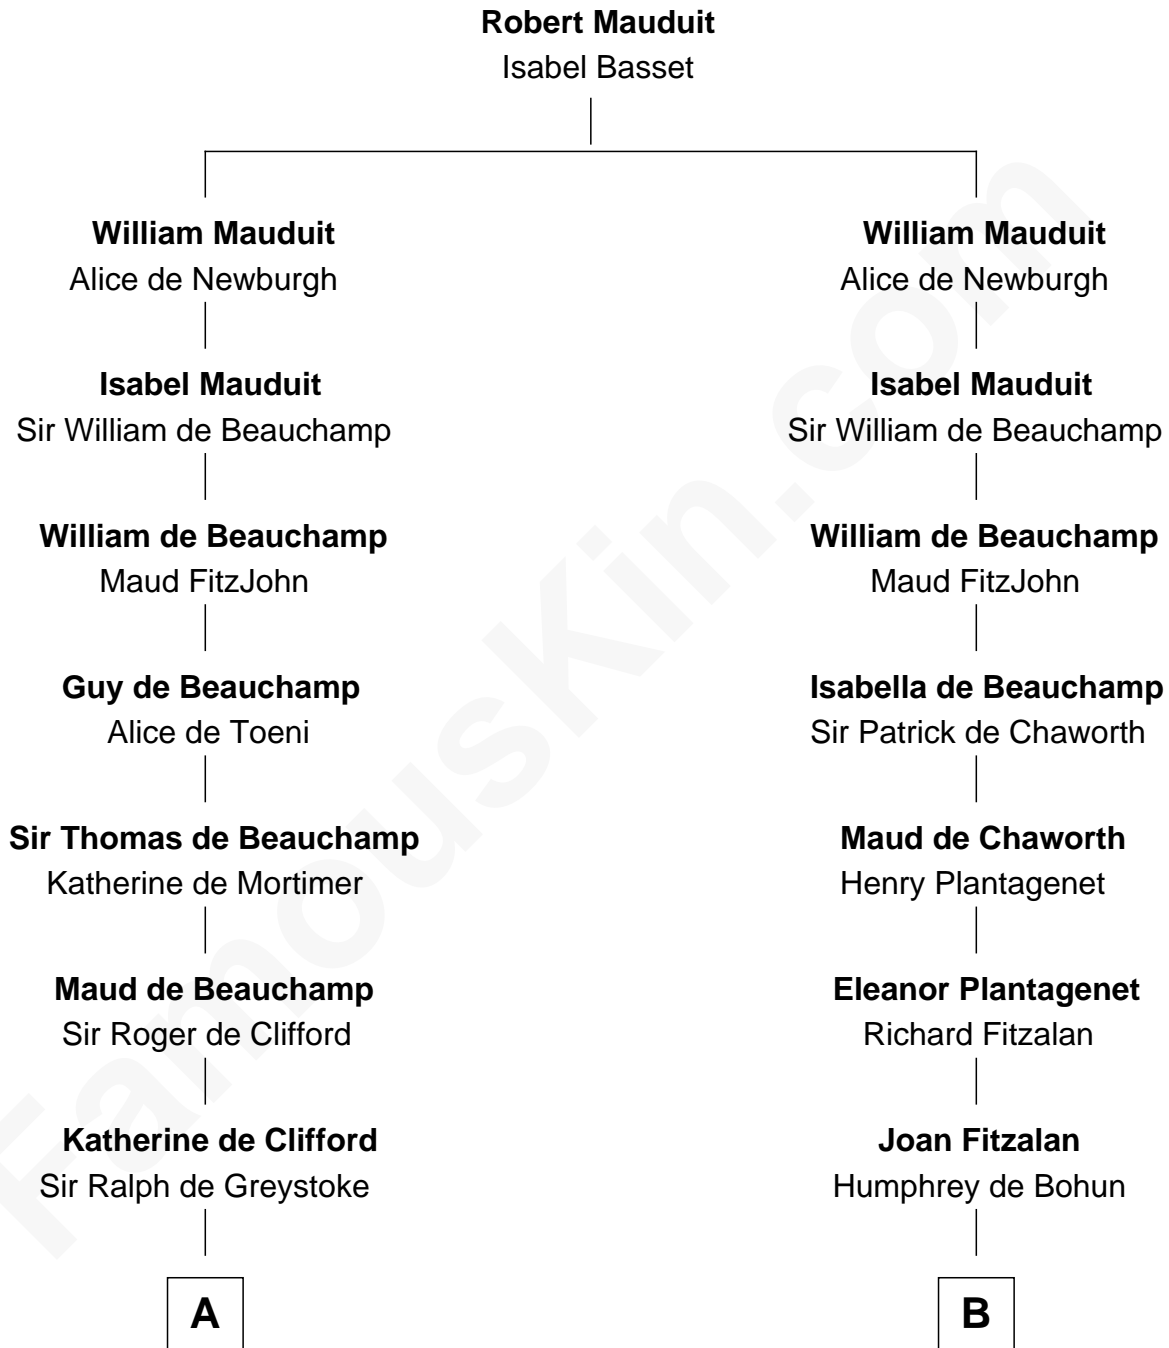 Robert Mauduit
Isabel Basset
William Mauduit
Alice de Newburgh
William Mauduit
Alice de Newburgh
Isabel Mauduit
Sir William de Beauchamp
Isabel Mauduit
Sir William de Beauchamp
William de Beauchamp
Maud FitzJohn
William de Beauchamp
Maud FitzJohn
Guy de Beauchamp
Alice de Toeni
Isabella de Beauchamp
Sir Patrick de Chaworth
Sir Thomas de Beauchamp
Katherine de Mortimer
Maud de Chaworth
Henry Plantagenet
Maud de Beauchamp
Sir Roger de Clifford
Eleanor Plantagenet
Richard Fitzalan
Katherine de Clifford
Sir Ralph de Greystoke
Joan Fitzalan
Humphrey de Bohun
A
B
FamousKin.com